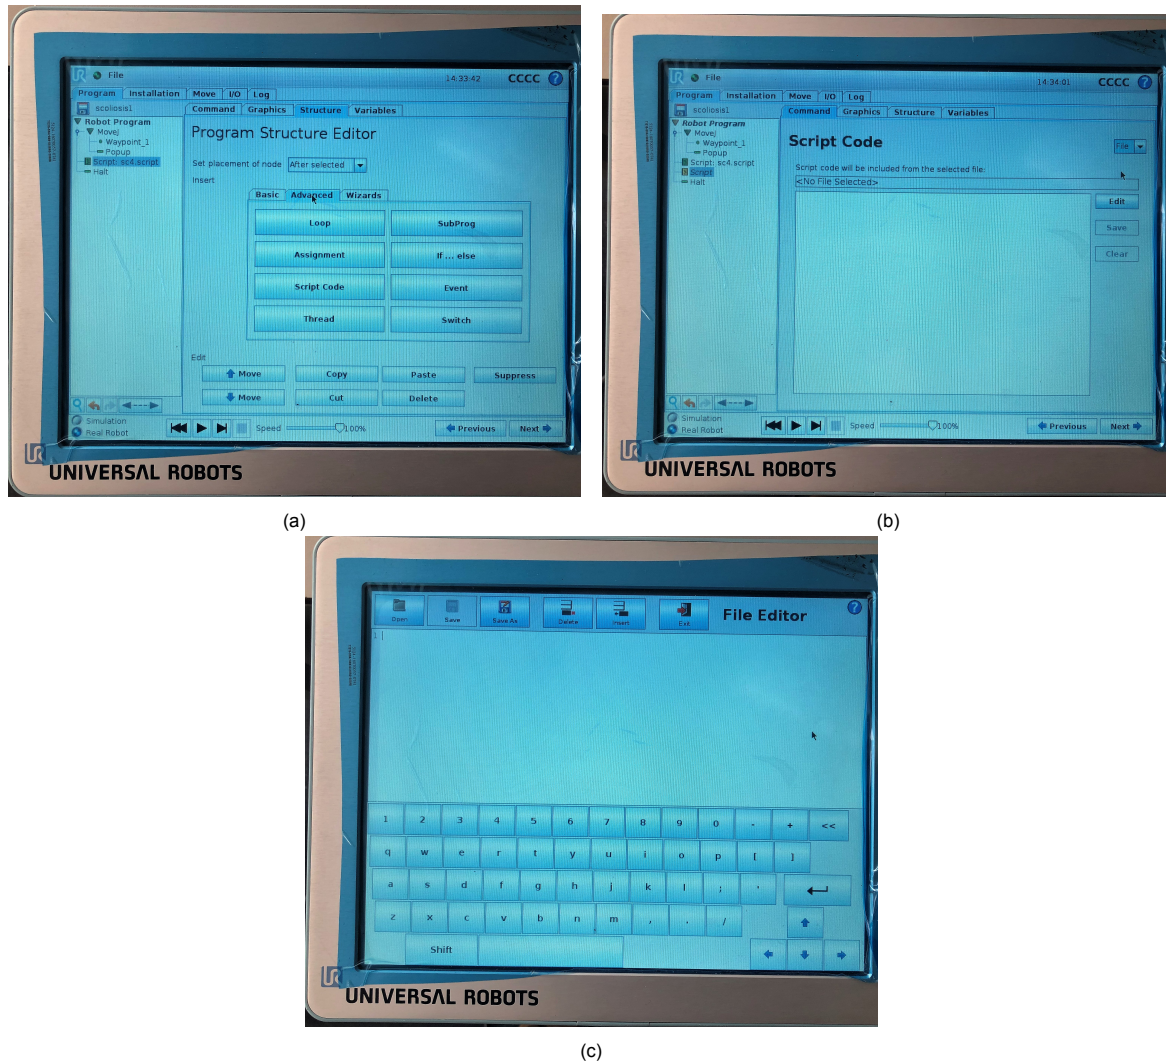 File 14:33:42 CCCC ?
Program Installation Move I/O Log
scoliosis1 Command Graphics Structure Variables
Robot Program
MoveJ
Waypoint_1
Popup
Script: sc4.script
Halt
Program Structure Editor
Set placement of node After selected
Insert
Basic Advanced Wizards
Loop SubProg
Assignment If ... else
Script Code Event
Thread Switch
Edit
Move Copy Paste Suppress
Move Cut Delete
Simulation
Real Robot
Speed 100% Previous Next
UNIVERSAL ROBOTS
(a)
File 14:34:01 CCCC ?
Program Installation Move I/O Log
scoliosis1 Command Graphics Structure Variables
Robot Program
MoveJ
Waypoint_1
Popup
Script: sc4.script
Script
Halt
Script Code
File
Script code will be included from the selected file:
<No File Selected>
Edit
Save
Clear
Simulation
Real Robot
Speed 100% Previous Next
UNIVERSAL ROBOTS
(b)
Open Save Save As Delete Insert Exit File Editor ?
1
1 2 3 4 5 6 7 8 9 0 - + <<
q w e r t y u i o p [ ]
a s d f g h j k l ; '
z x c v b n m , . /
Shift
UNIVERSAL ROBOTS
(c)